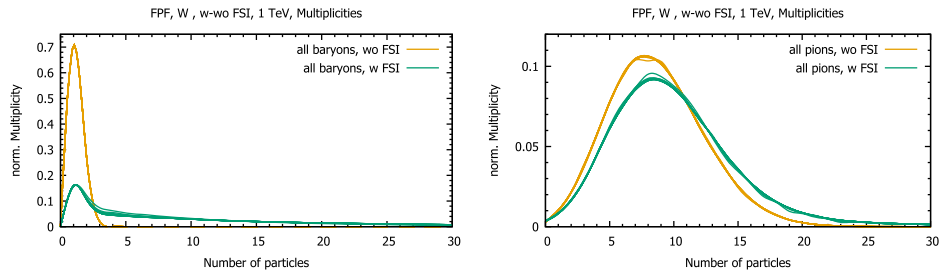 FPF, W , w-wo FSI, 1 TeV, Multiplicities
norm. Multiplicity
0.7
0.6
0.5
0.4
0.3
0.2
0.1
0
all baryons, wo FSI
all baryons, w FSI
0 5 10 15 20 25 30
Number of particles
FPF, W , w-wo FSI, 1 TeV, Multiplicities
norm. Multiplicity
0.1
0.05
0
all pions, wo FSI
all pions, w FSI
0 5 10 15 20 25 30
Number of particles